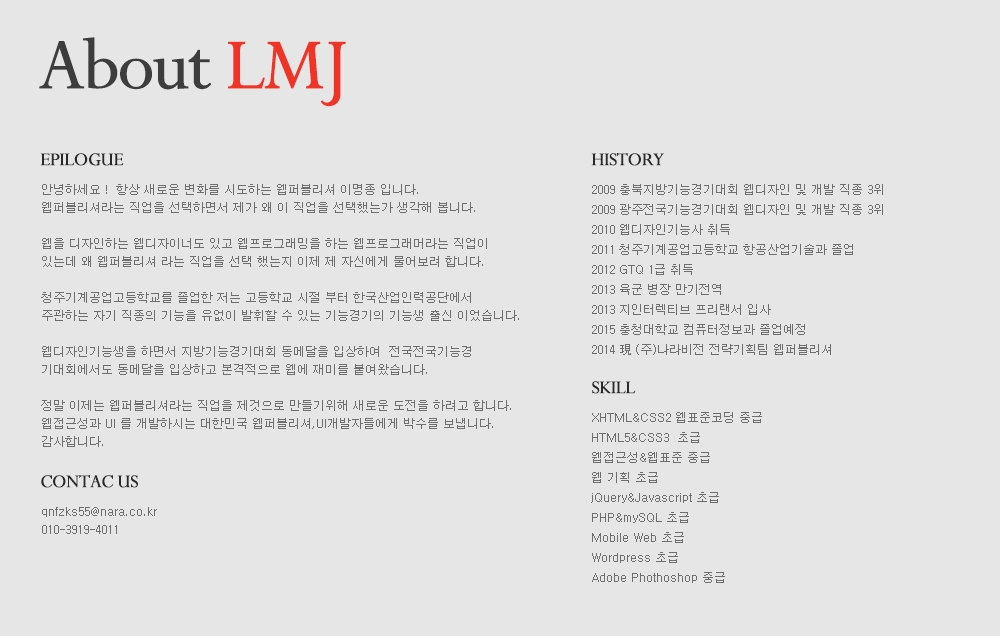 About LMJ
EPILOGUE
안녕하세요 ! 항상 새로운 변화를 시도하는 웹퍼블리셔 이명종 입니다.
웹퍼블리셔라는 직업을 선택하면서 제가 왜 이 직업을 선택했는가 생각해 봅니다.
웹을 디자인하는 웹디자이너도 있고 웹프로그래밍을 하는 웹프로그래머라는 직업이
있는데 왜 웹퍼블리셔 라는 직업을 선택 했는지 이제 제 자신에게 물어보려 합니다.
청주기계공업고등학교를 졸업한 저는 고등학교 시절 부터 한국산업인력공단에서
주관하는 자기 직종의 기능을 유없이 발휘할 수 있는 기능경기의 기능생 출신 이었습니다.
웹디자인기능생을 하면서 지방기능경기대회 동메달을 입상하여 전국전국기능경
기대회에서도 동메달을 입상하고 본격적으로 웹에 재미를 붙여왔습니다.
정말 이제는 웹퍼블리셔라는 직업을 제것으로 만들기위해 새로운 도전을 하려고 합니다.
웹접근성과 UI 를 개발하시는 대한민국 웹퍼블리셔,UI개발자들에게 박수를 보냅니다.
감사합니다.
CONTAC US
qnfzks55@nara.co.kr
010-3919-4011
HISTORY
2009 충북지방기능경기대회 웹디자인 및 개발 직종 3위
2009 광주전국기능경기대회 웹디자인 및 개발 직종 3위
2010 웹디자인기능사 취득
2011 청주기계공업고등학교 항공산업기술과 졸업
2012 GTQ 1급 취득
2013 육군 병장 만기전역
2013 지인터렉티브 프리랜서 입사
2015 충청대학교 컴퓨터정보과 졸업예정
2014 現 (주)나라비전 전략기획팀 웹퍼블리셔
SKILL
XHTML&CSS2 웹표준코딩 중급
HTML5&CSS3 초급
웹접근성&웹표준 중급
웹 기획 초급
jQuery&Javascript 초급
PHP&mySQL 초급
Mobile Web 초급
Wordpress 초급
Adobe Phothoshop 중급